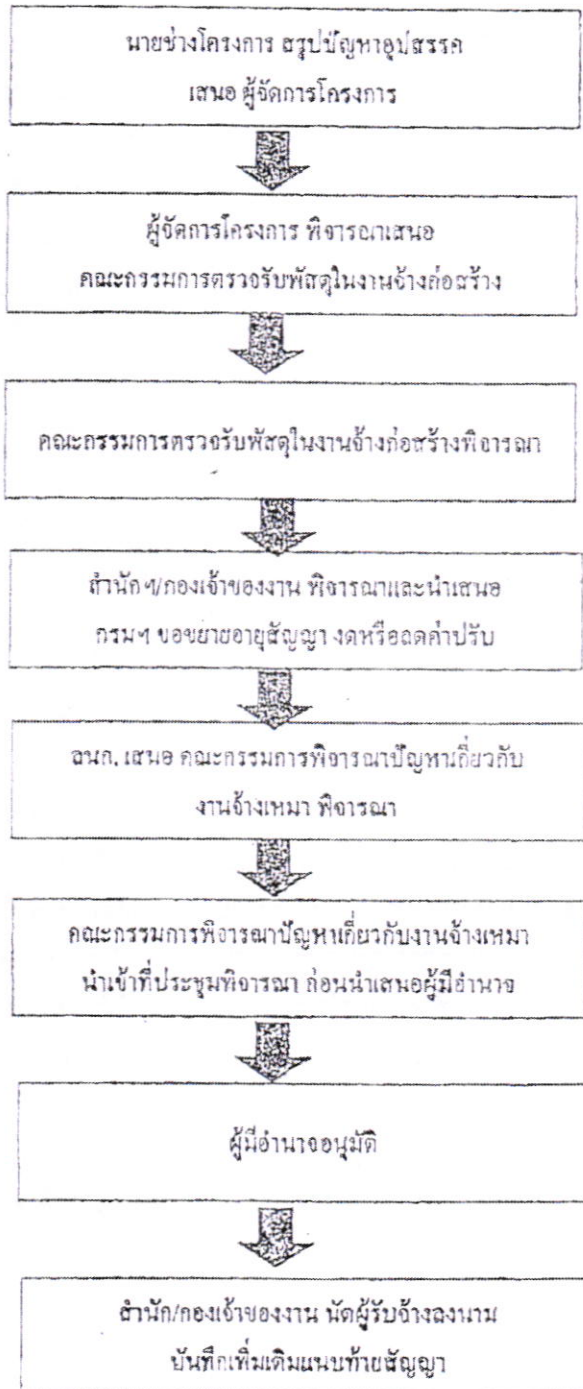 นายช่างโครงการ สรุปปัญหาอุปสรรค
เสนอ ผู้จัดการโครงการ
ผู้จัดการโครงการ พิจารณาเสนอ
คณะกรรมการตรวจรับพัสดุในงานจ้างก่อสร้าง
คณะกรรมการตรวจรับพัสดุในงานจ้างก่อสร้างพิจารณา
สำนักฯ/กองเจ้าของงาน พิจารณาและนำเสนอ
กรมฯ ขอขยายอายุสัญญา งดหรือลดค่าปรับ
ลนก. เสนอ คณะกรรมการพิจารณาปัญหาเกี่ยวกับ
งานจ้างเหมา พิจารณา
คณะกรรมการพิจารณาปัญหาเกี่ยวกับงานจ้างเหมา
นำเข้าที่ประชุมพิจารณา ก่อนนำเสนอผู้มีอำนาจ
ผู้มีอำนาจอนุมัติ
สำนัก/กองเจ้าของงาน นัดผู้รับจ้างลงนาม
บันทึกเพิ่มเติมแนบท้ายสัญญา